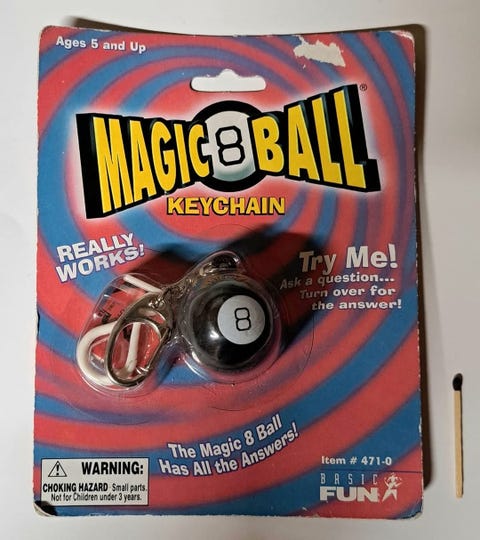 Ages 5 and Up
MAGIC 8 BALL®
KEYCHAIN
REALLY
WORKS!
Try Me!
Ask a question...
Turn over for
the answer!
8
The Magic 8 Ball
Has All the Answers!
⚠ WARNING:
CHOKING HAZARD - Small parts.
Not for Children under 3 years.
Item # 471-0
BASIC
FUN